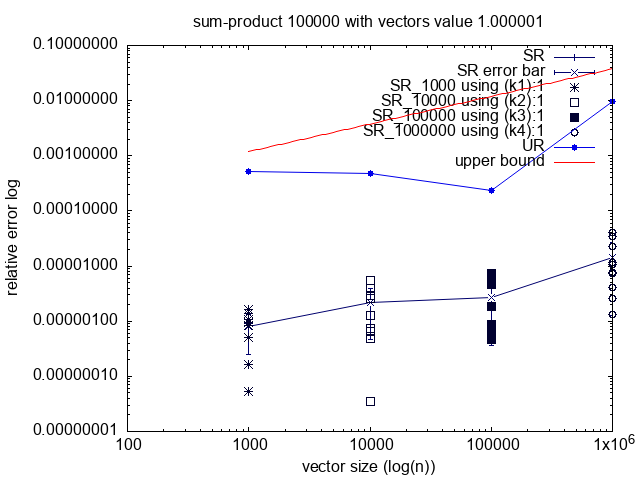 sum-product 100000 with vectors value 1.000001
0.10000000
0.01000000
0.00100000
0.00010000
0.00001000
0.00000100
0.00000010
0.00000001
relative error log
SR
SR error bar
SR_1000 using (k1):1
SR_10000 using (k2):1
SR_100000 using (k3):1
SR_1000000 using (k4):1
UR
upper bound
100
1000
10000
100000
1x10^6
vector size (log(n))